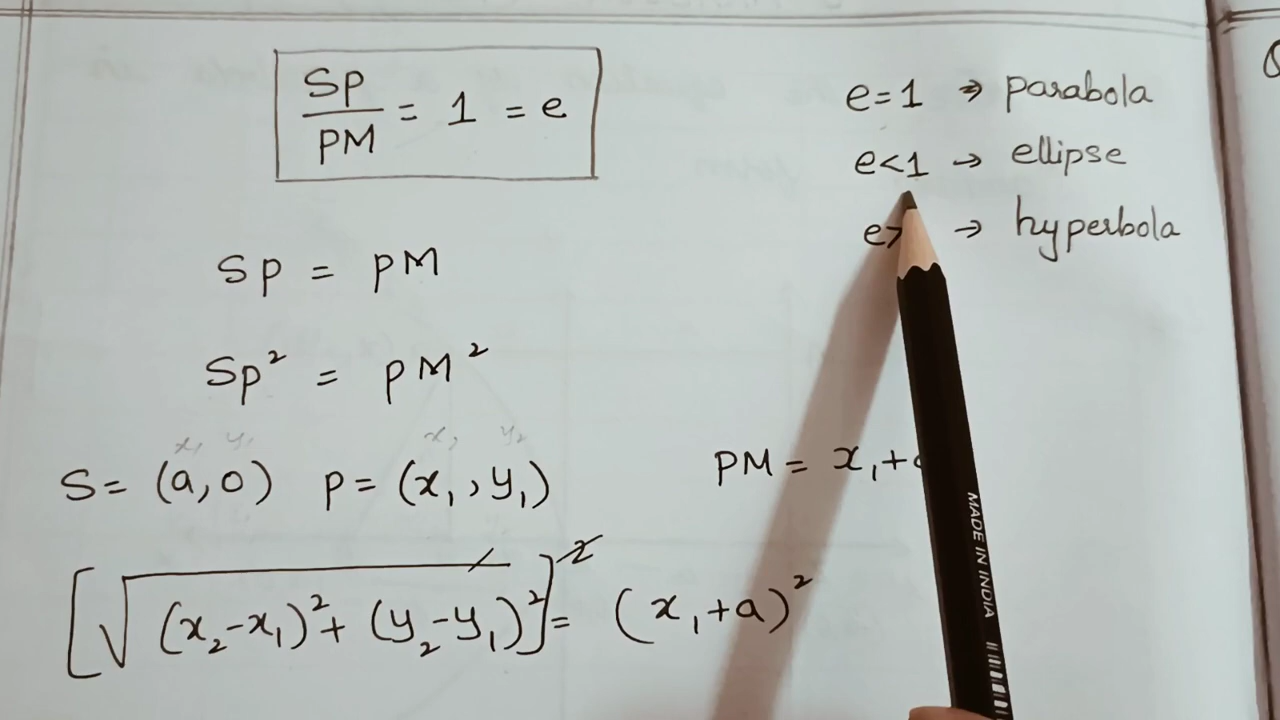 SP/PM = 1 = e
e=1 → parabola
e<1 → ellipse
e> → hyperbola
SP = PM
SP² = PM²
x₁ y₁ x₂ y₂
S= (a,0) P= (x₁, y₁)
PM = x₁+
[√(x₂-x₁)²+ (y₂-y₁)²]² = (x₁+a)²
MADE IN INDIA